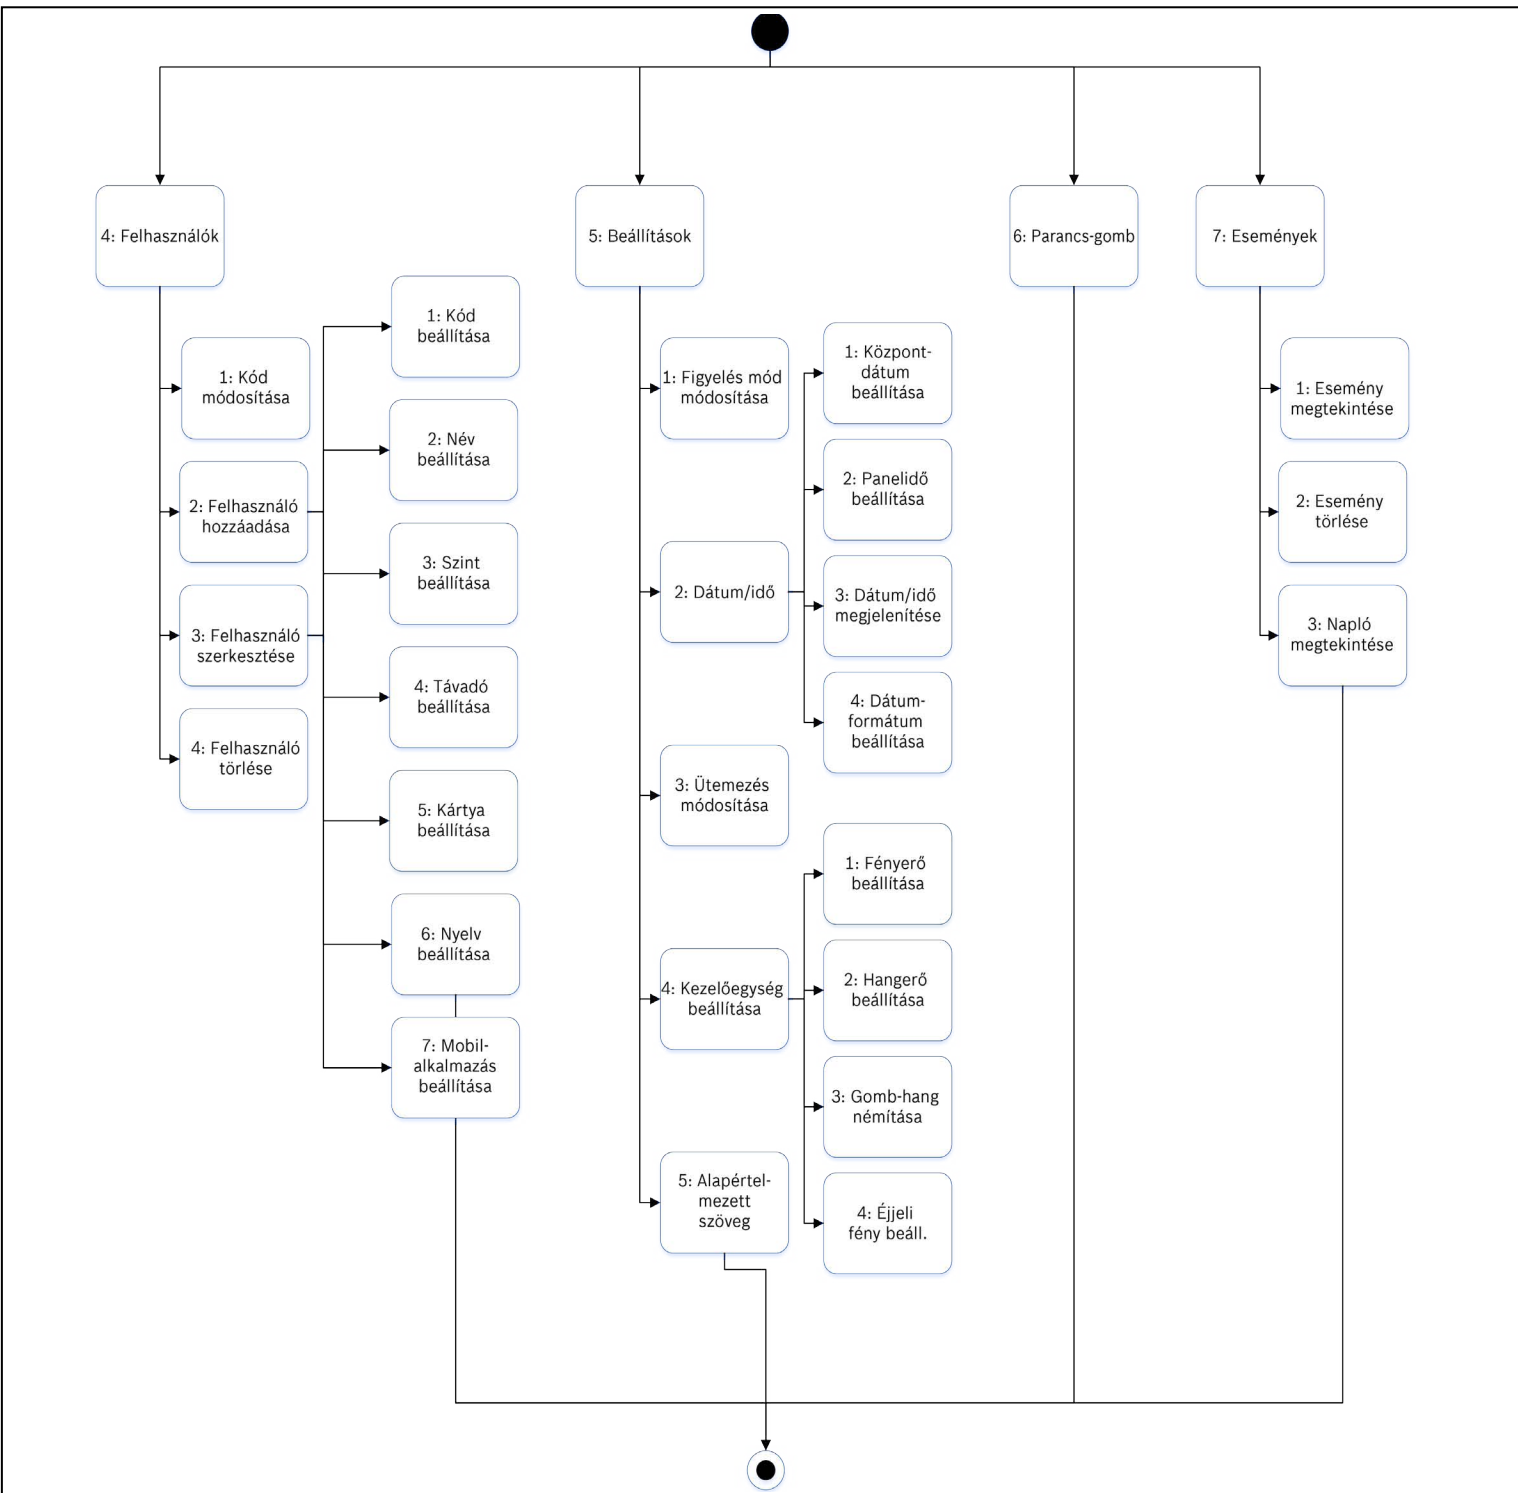 4: Felhasználók
1: Kód
módosítása
2: Felhasználó
hozzáadása
3: Felhasználó
szerkesztése
4: Felhasználó
törlése
1: Kód
beállítása
2: Név
beállítása
3: Szint
beállítása
4: Távadó
beállítása
5: Kártya
beállítása
6: Nyelv
beállítása
7: Mobil-
alkalmazás
beállítása
5: Beállítások
1: Figyelés mód
módosítása
2: Dátum/idő
3: Ütemezés
módosítása
4: Kezelőegység
beállítása
5: Alapértel-
mezett
szöveg
1: Központ-
dátum
beállítása
2: Panelidő
beállítása
3: Dátum/idő
megjelenítése
4: Dátum-
formátum
beállítása
1: Fényerő
beállítása
2: Hangerő
beállítása
3: Gomb-hang
némítása
4: Éjjeli
fény beáll.
6: Parancs-gomb
7: Események
1: Esemény
megtekintése
2: Esemény
törlése
3: Napló
megtekintése